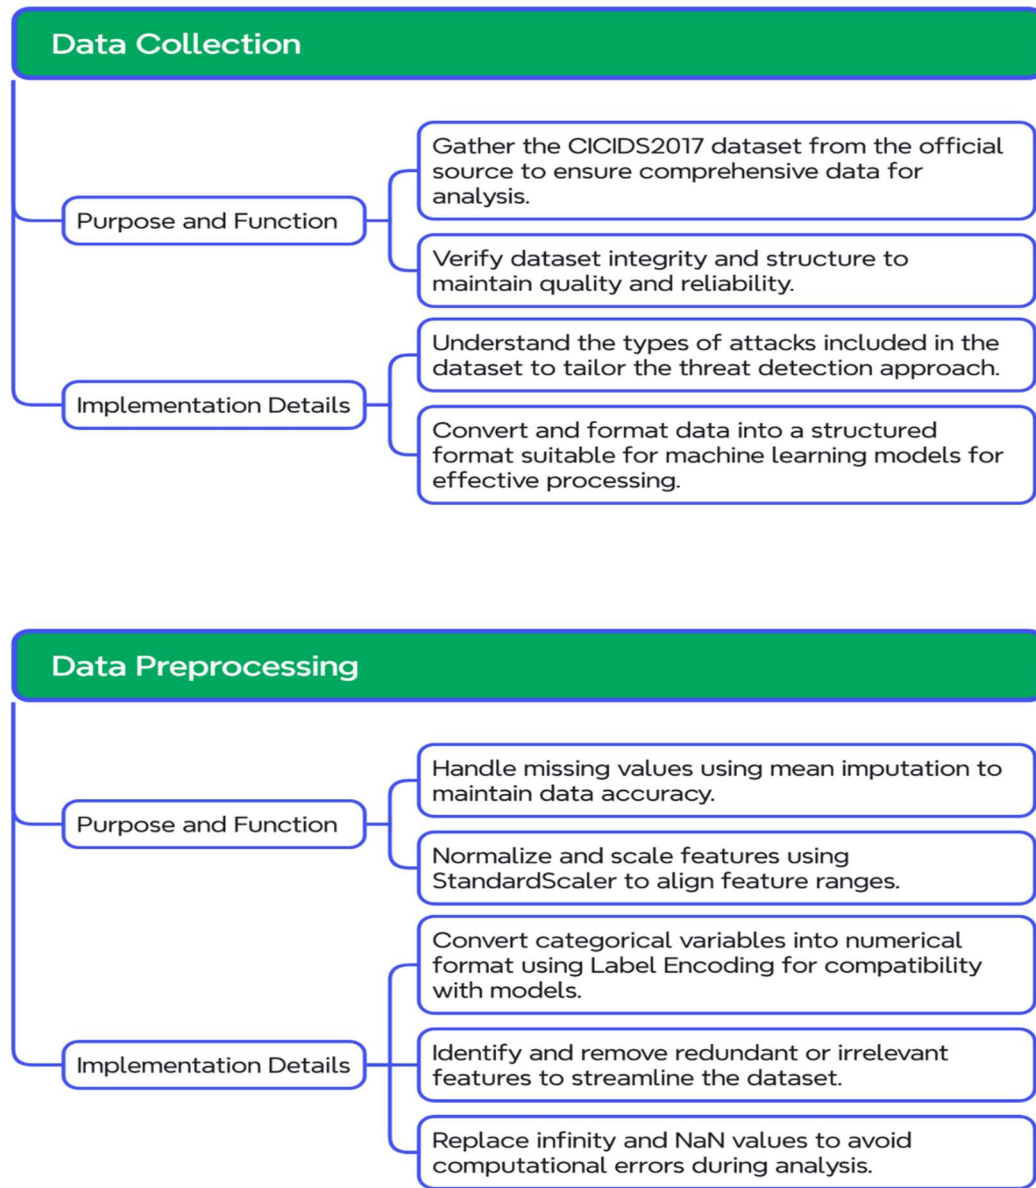 Data Collection
Purpose and Function
Gather the CICIDS2017 dataset from the official
source to ensure comprehensive data for
analysis.
Verify dataset integrity and structure to
maintain quality and reliability.
Implementation Details
Understand the types of attacks included in the
dataset to tailor the threat detection approach.
Convert and format data into a structured
format suitable for machine learning models for
effective processing.
Data Preprocessing
Purpose and Function
Handle missing values using mean imputation to
maintain data accuracy.
Normalize and scale features using
StandardScaler to align feature ranges.
Implementation Details
Convert categorical variables into numerical
format using Label Encoding for compatibility
with models.
Identify and remove redundant or irrelevant
features to streamline the dataset.
Replace infinity and NaN values to avoid
computational errors during analysis.